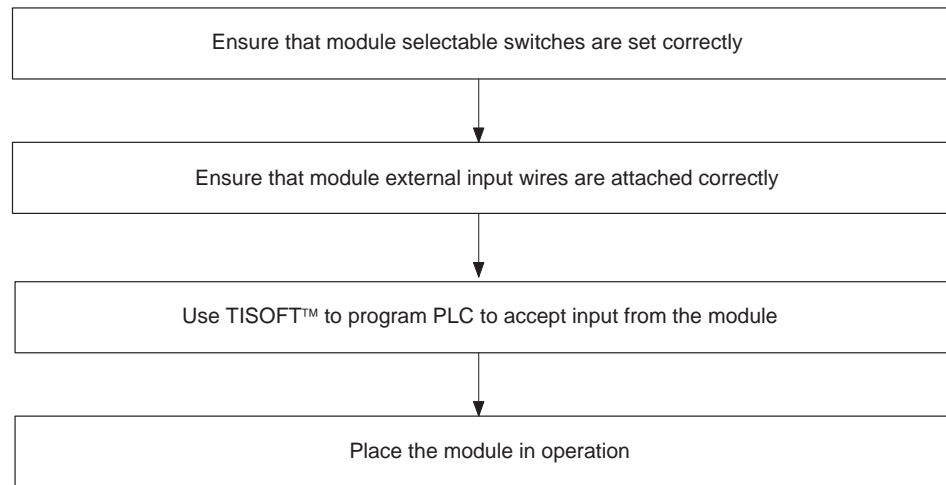 Ensure that module selectable switches are set correctly
Ensure that module external input wires are attached correctly
Use TISOFT™ to program PLC to accept input from the module
Place the module in operation